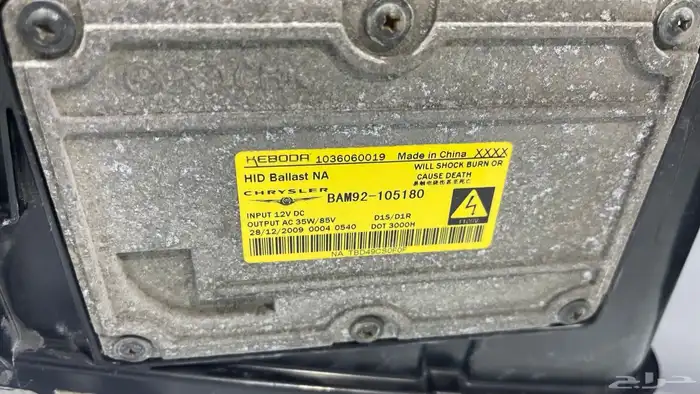 KEBODA 1036060019 Made in China XXXX
HID Ballast NA
WILL SHOCK BURN OR
CAUSE DEATH
CHRYSLER
BAM92-105180
INPUT 12V DC
OUTPUT AC 35W/85V
D1S/D1R
28/12/2009 0004 0540
DOT 3000H
حراج